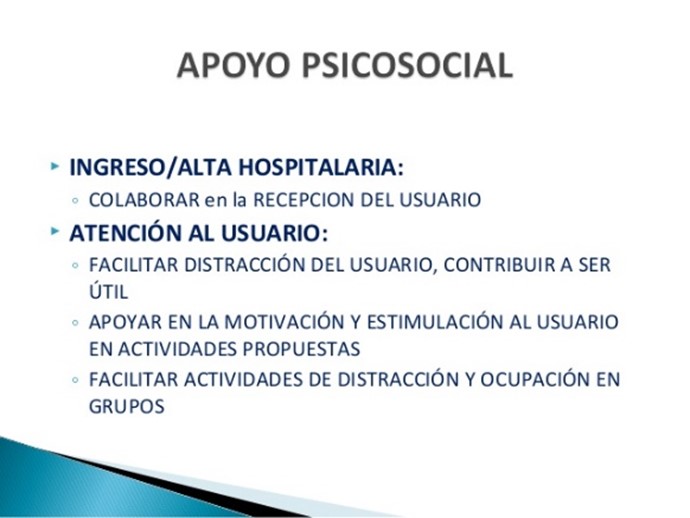 APOYO PSICOSOCIAL
INGRESO/ALTA HOSPITALARIA:
COLABORAR en la RECEPCION DEL USUARIO
ATENCIÓN AL USUARIO:
FACILITAR DISTRACCIÓN DEL USUARIO, CONTRIBUIR A SER
ÚTIL
APOYAR EN LA MOTIVACIÓN Y ESTIMULACIÓN AL USUARIO
EN ACTIVIDADES PROPUESTAS
FACILITAR ACTIVIDADES DE DISTRACCIÓN Y OCUPACIÓN EN
GRUPOS